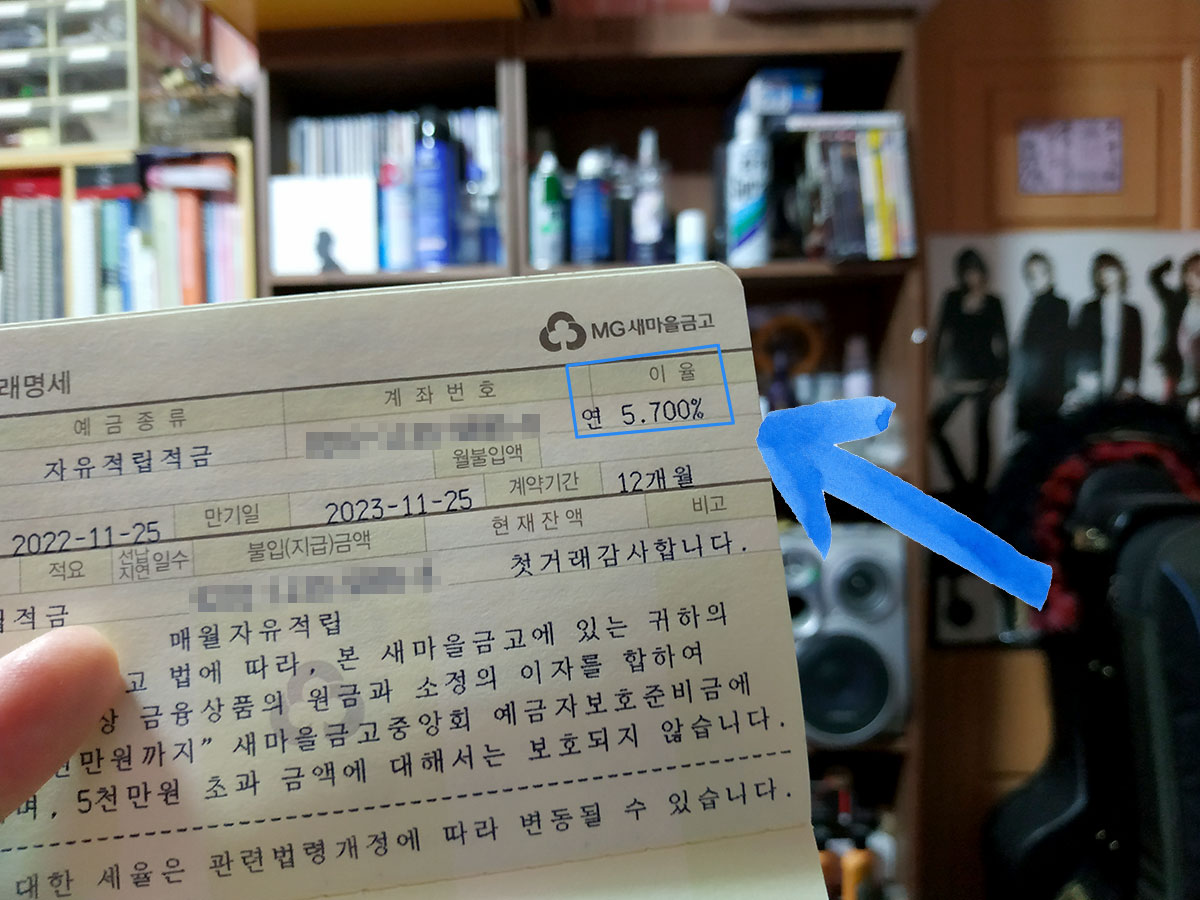 MG새마을금고
래명세
예금종류 계좌번호 이율
자유적립적금 연 5.700%
월불입액
2022-11-25 만기일 2023-11-25 계약기간 12개월
적요 선납 지연 일수 불입(지급)금액 현재잔액 비고
첫거래감사합니다.
적금
매월자유적립
고 법에 따라, 본 새마을금고에 있는 귀하의
상 금융상품의 원금과 소정의 이자를 합하여
천만원까지” 새마을금고중앙회 예금자보호준비금에
며, 5천만원 초과 금액에 대해서는 보호되지 않습니다.
대한 세율은 관련법령개정에 따라 변동될 수 있습니다.